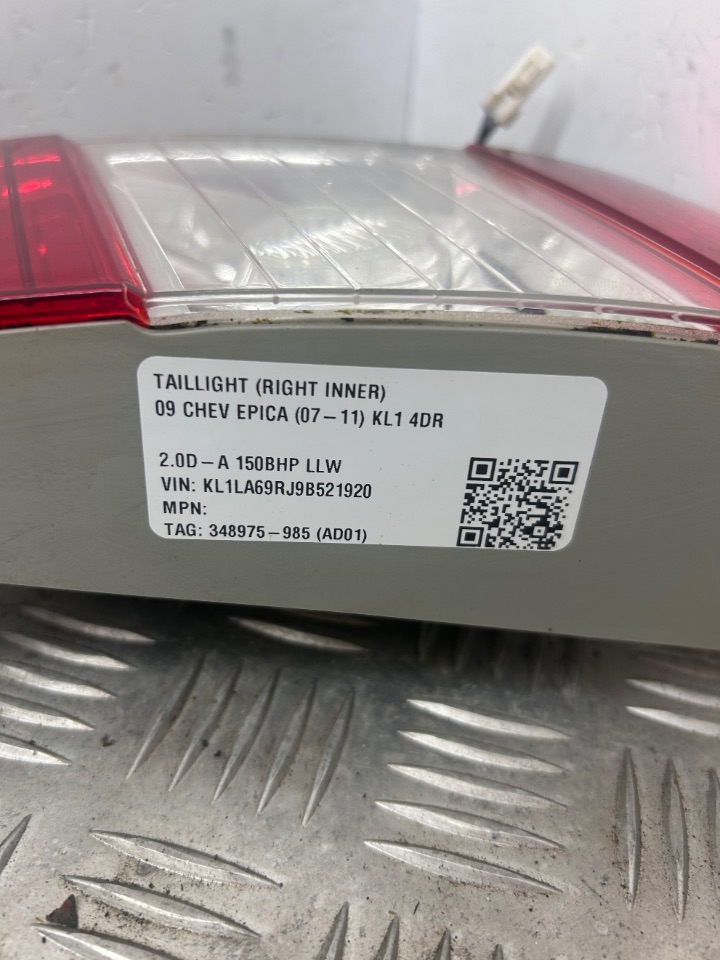 TAILLIGHT (RIGHT INNER)
09 CHEV EPICA (07-11) KL1 4DR
2.0D-A 150BHP LLW
VIN: KL1LA69RJ9B521920
MPN:
TAG: 348975-985 (AD01)